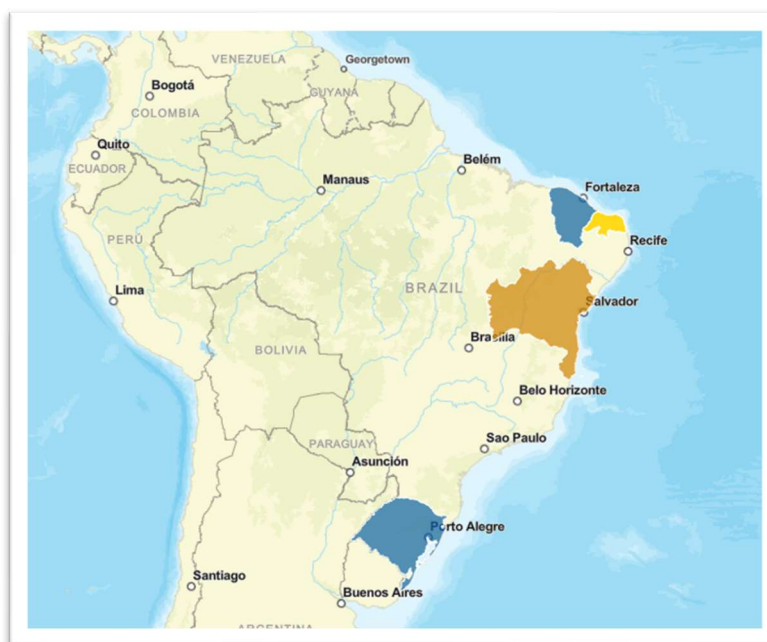 VENEZUELA
Georgetown
Bogotá
GUYANA
COLOMBIA
Quito
ECUADOR
Belém
Manaus
Fortaleza
PERÚ
Recife
Lima
BRAZIL
Salvador
Brasília
BOLIVIA
Belo Horizonte
Sao Paulo
PARAGUAY
Asunción
Porto Alegre
Santiago
Buenos Aires
ARGENTINA